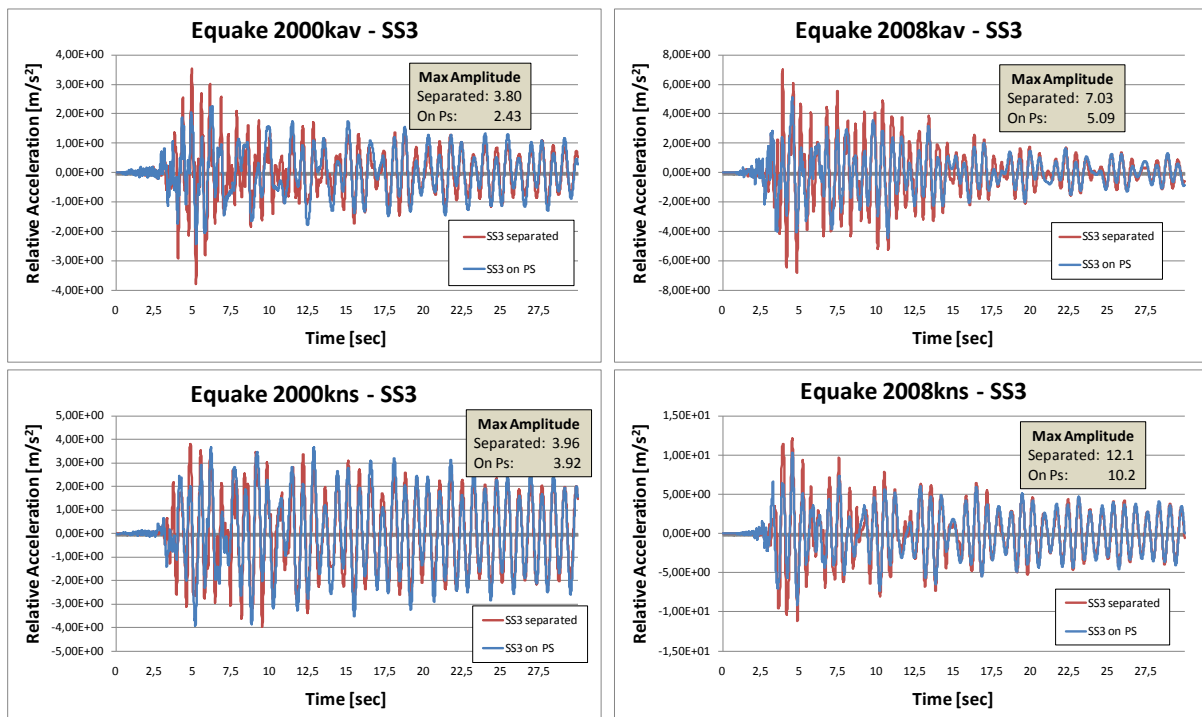 Equake 2000kav - SS3
Relative Acceleration [m/s²]
4,00E+00
3,00E+00
2,00E+00
1,00E+00
0,00E+00
-1,00E+00
-2,00E+00
-3,00E+00
-4,00E+00
Max Amplitude
Separated: 3.80
On Ps: 2.43
SS3 separated
SS3 on PS
0 2,5 5 7,5 10 12,5 15 17,5 20 22,5 25 27,5
Time [sec]
Equake 2008kav - SS3
Relative Acceleration [m/s²]
8,00E+00
6,00E+00
4,00E+00
2,00E+00
0,00E+00
-2,00E+00
-4,00E+00
-6,00E+00
-8,00E+00
Max Amplitude
Separated: 7.03
On Ps: 5.09
SS3 separated
SS3 on PS
0 2,5 5 7,5 10 12,5 15 17,5 20 22,5 25 27,5
Time [sec]
Equake 2000kns - SS3
Relative Acceleration [m/s²]
5,00E+00
4,00E+00
3,00E+00
2,00E+00
1,00E+00
0,00E+00
-1,00E+00
-2,00E+00
-3,00E+00
-4,00E+00
-5,00E+00
Max Amplitude
Separated: 3.96
On Ps: 3.92
SS3 separated
SS3 on PS
0 2,5 5 7,5 10 12,5 15 17,5 20 22,5 25 27,5
Time [sec]
Equake 2008kns - SS3
Relative Acceleration [m/s²]
1,50E+01
1,00E+01
5,00E+00
0,00E+00
-5,00E+00
-1,00E+01
-1,50E+01
Max Amplitude
Separated: 12.1
On Ps: 10.2
SS3 separated
SS3 on PS
0 2,5 5 7,5 10 12,5 15 17,5 20 22,5 25 27,5
Time [sec]